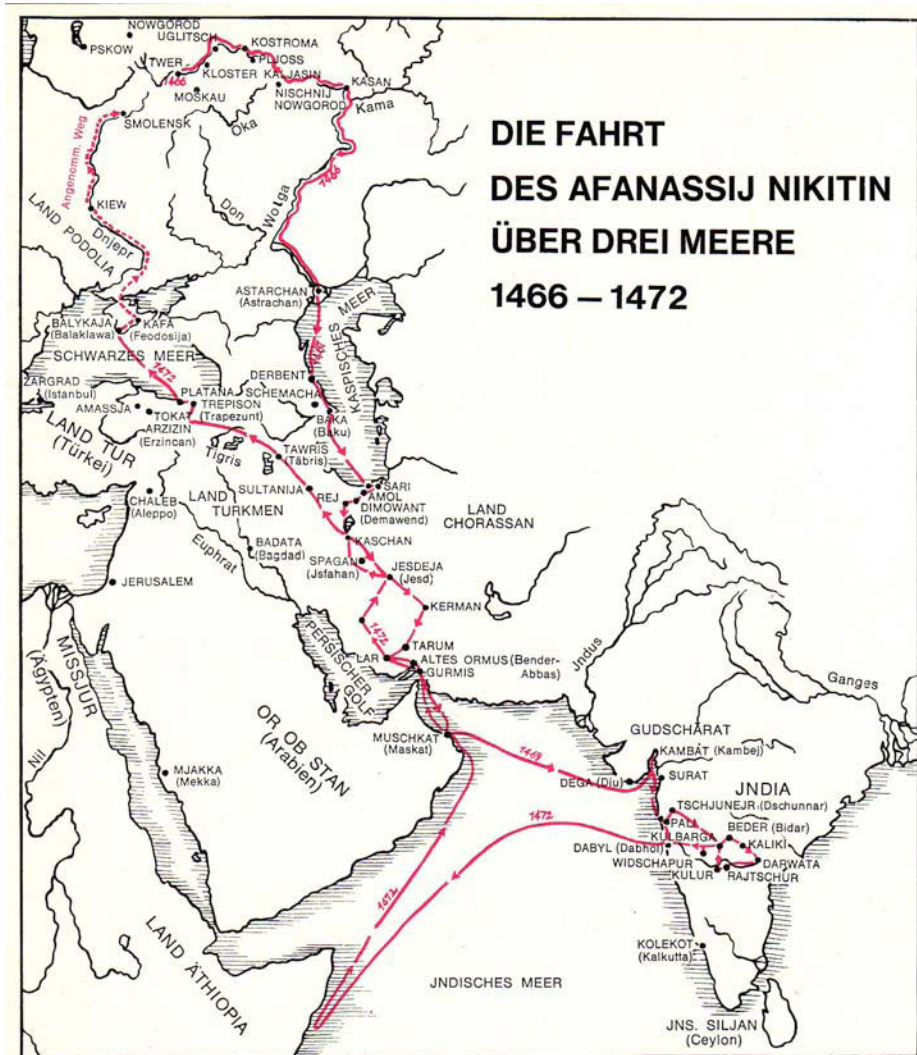 NOWGOROD
UGLITSCH
KOSTROMA
PSKOW
PLJOSS
TWER
KLOSTER KALJASIN
KASAN
1466
MOSKAU
NISCHNIJ
NOWGOROD
Kama
SMOLENSK
Oka
Angenomm. Weg
DIE FAHRT
DES AFANASSIJ NIKITIN
ÜBER DREI MEERE
1466 – 1472
1466
Wolga
Don
KIEW
LAND PODOLIA
Dnjepr
ASTARCHAN
(Astrachan)
KASPISCHES MEER
BALYKAJA
(Balaklawa)
KAFA
(Feodosija)
SCHWARZES MEER
1472
DERBENT
SCHEMACHA
ZARGRAD
(Istanbul)
PLATANA
TREPISON
(Trapezunt)
AMASSJA
TOKAT
BAKA
(Baku)
ARZIZIN
(Erzincan)
LAND TUR
(Türkei)
Tigris
TAWRIS
(Täbris)
SARI
SULTANIJA
REJ
AMOL
CHALEB
(Aleppo)
LAND
TURKMEN
DIMOWANT
(Demawend)
LAND
CHORASSAN
KASCHAN
BADATA
(Bagdad)
Euphrat
SPAGAN
(Jsfahan)
JESDEJA
(Jesd)
JERUSALEM
KERMAN
1472
TARUM
PERSISCHER
GOLF
LAR
ALTES ORMUS (Bender-
Abbas)
GURMIS
Jndus
Ganges
MISSJUR
(Ägypten)
Nil
OR OB STAN
(Arabien)
MUSCHKAT
(Maskat)
GUDSCHARAT
KAMBAT (Kambej)
1469
MJAKKA
(Mekka)
DEGA (Diu)
SURAT
JNDIA
TSCHJUNEJR (Dschunnar)
1472
PALI
KULBARGA
BEDER (Bidar)
DABYL (Dabhol)
KALIKI
WIDSCHAPUR
DARWATA
KULUR
RAJTSCHUR
1472
LAND ÄTHIOPIA
KOLEKOT
(Kalkutta)
JNDISCHES MEER
JNS. SILJAN
(Ceylon)